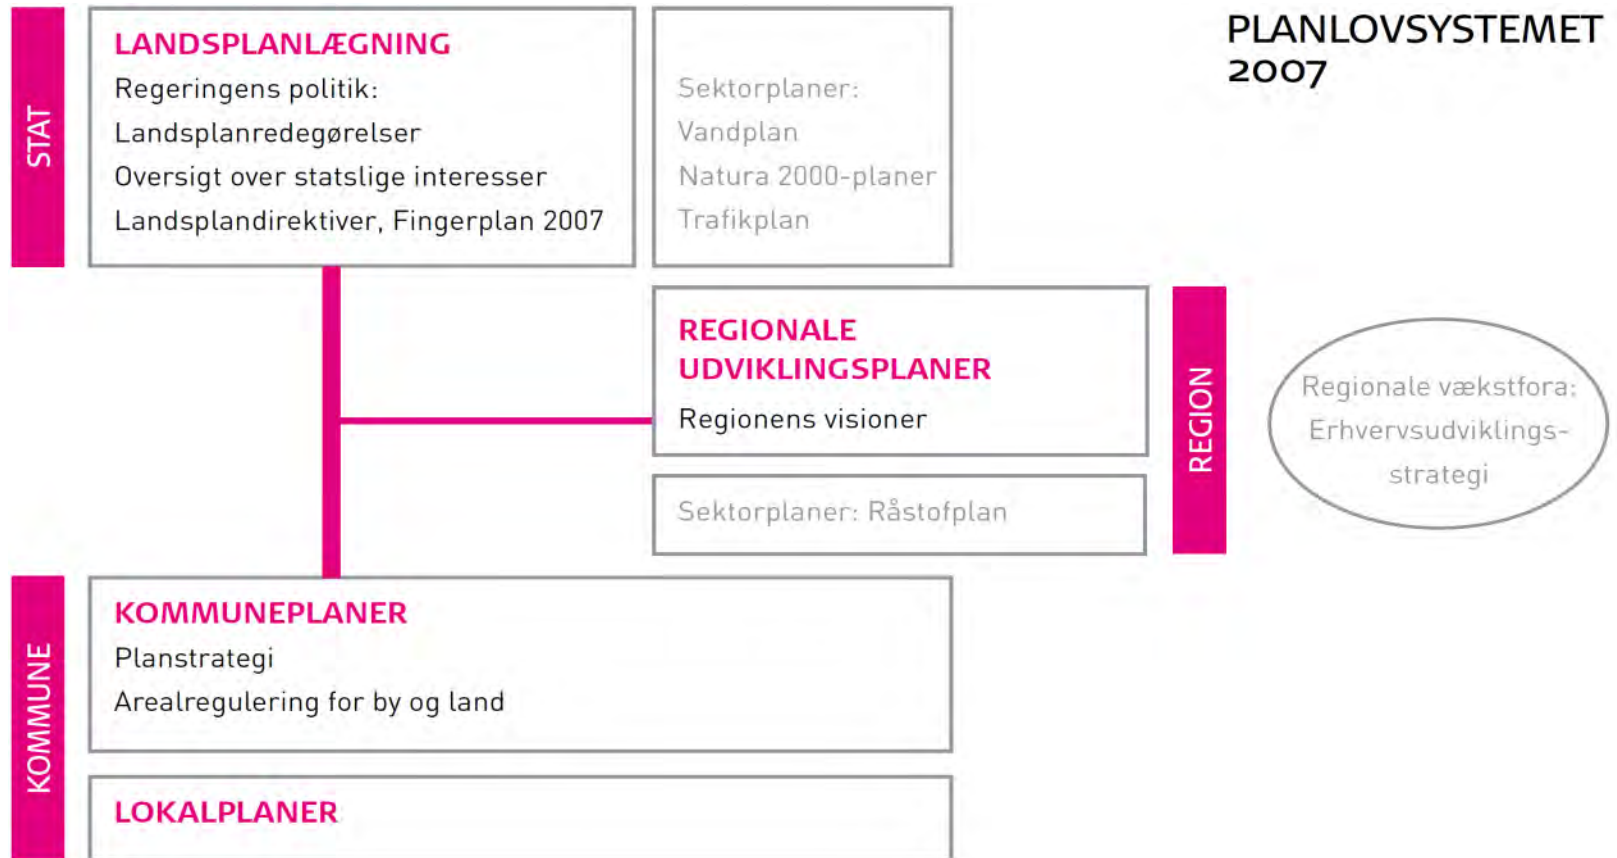 PLANLOVSYSTEMET
2007
STAT
LANDSPLANLÆGNING
Regeringens politik:
Landsplanredegørelser
Oversigt over statslige interesser
Landsplandirektiver, Fingerplan 2007
Sektorplaner:
Vandplan
Natura 2000-planer
Trafikplan
REGIONALE
UDVIKLINGSPLANER
Regionens visioner
Sektorplaner: Råstofplan
REGION
Regionale vækstfora:
Erhvervsudviklings-
strategi
KOMMUNE
KOMMUNEPLANER
Planstrategi
Arealregulering for by og land
LOKALPLANER